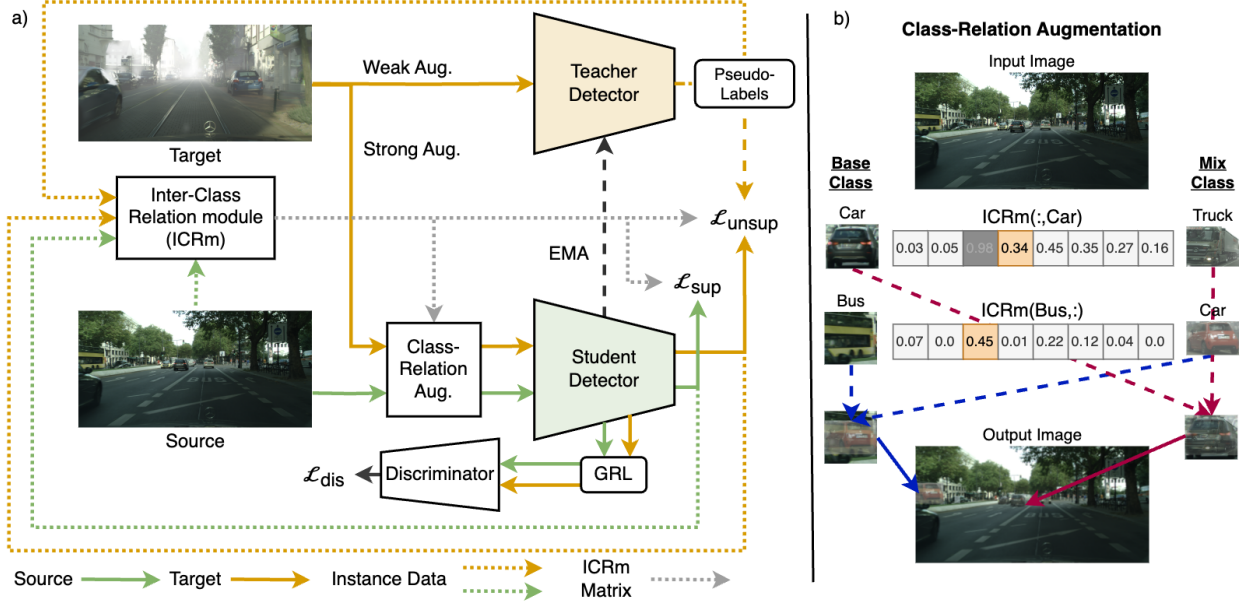 a)
Weak Aug.
Teacher
Detector
Pseudo-
Labels
Target
Strong Aug.
Inter-Class
Relation module
(ICRm)
ℒunsup
EMA
ℒsup
Class-
Relation
Aug.
Student
Detector
Source
ℒdis
Discriminator
GRL
Source
Target
Instance Data
ICRm
Matrix
b)
Class-Relation Augmentation
Input Image
Base
Class
Mix
Class
Car
ICRm(:,Car)
Truck
0.03 0.05 0.98 0.34 0.45 0.35 0.27 0.16
Bus
ICRm(Bus,:)
Car
0.07 0.0 0.45 0.01 0.22 0.12 0.04 0.0
Output Image